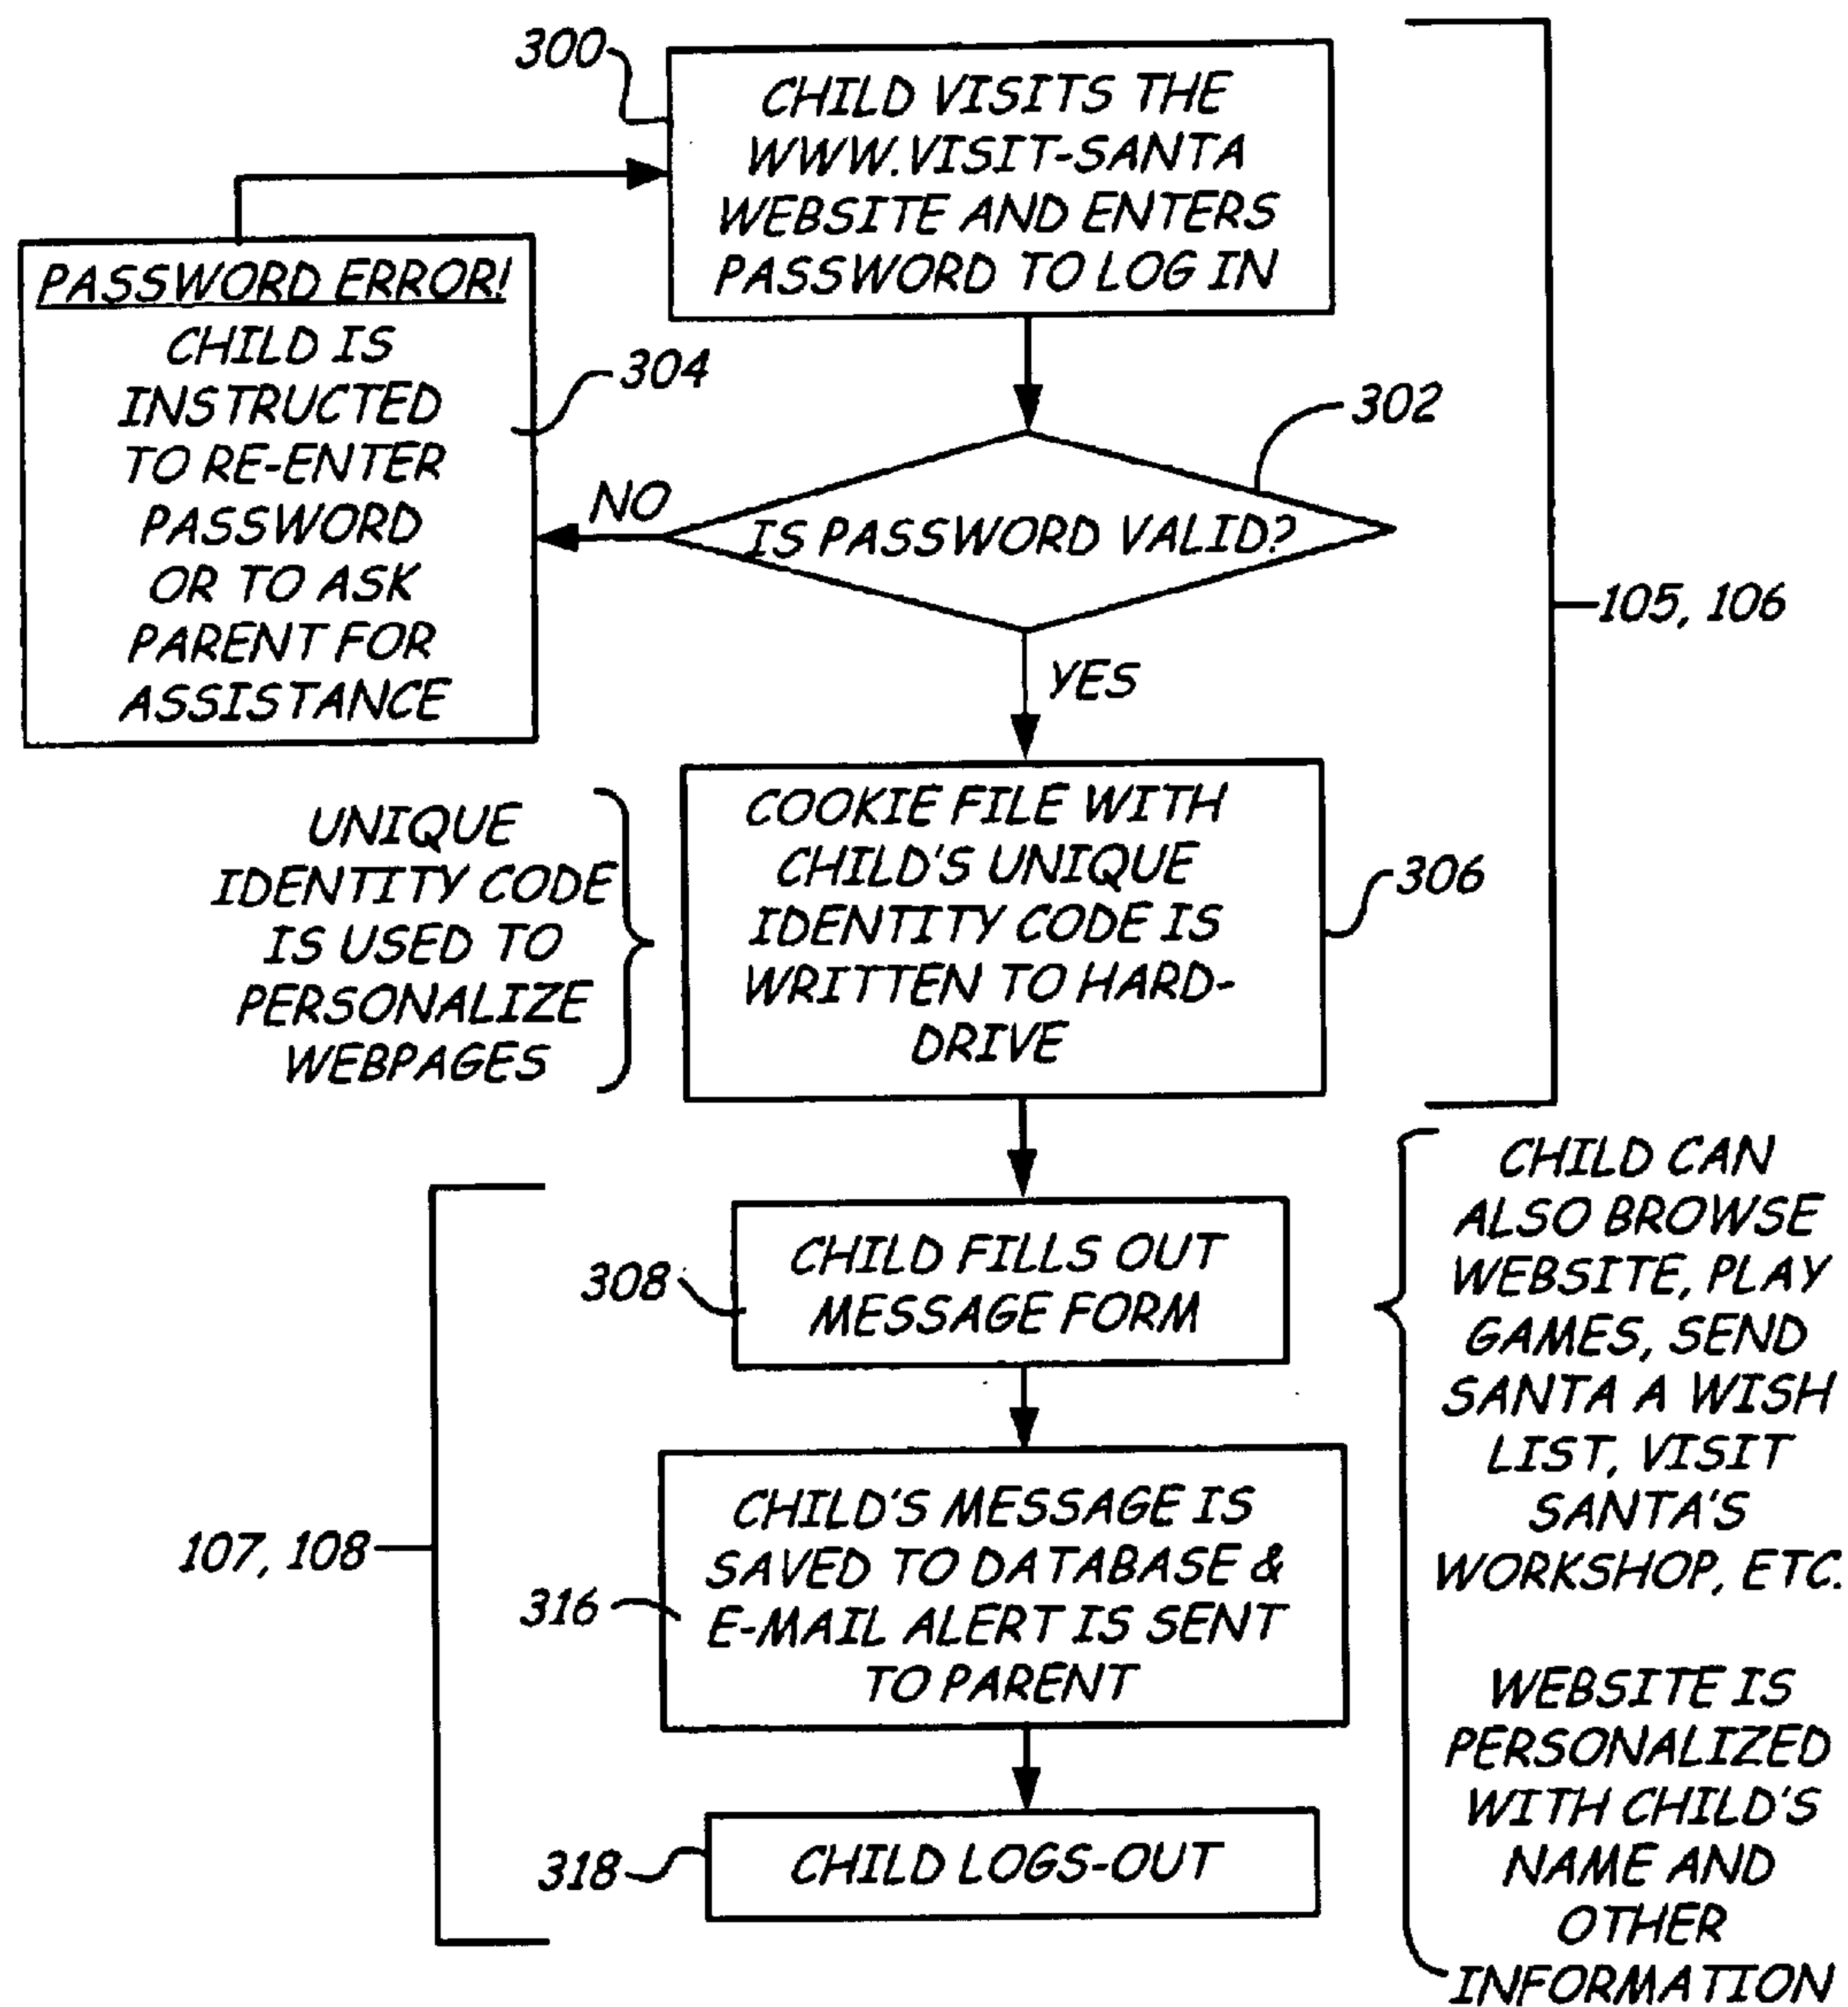 300
CHILD VISITS THE
WWW.VISIT-SANTA
WEBSITE AND ENTERS
PASSWORD TO LOG IN
PASSWORD ERROR!
CHILD IS
INSTRUCTED
TO RE-ENTER
PASSWORD
OR TO ASK
PARENT FOR
ASSISTANCE
304
302
NO
IS PASSWORD VALID?
105, 106
YES
UNIQUE
IDENTITY CODE
IS USED TO
PERSONALIZE
WEBPAGES
COOKIE FILE WITH
CHILD'S UNIQUE
IDENTITY CODE IS
WRITTEN TO HARD-
DRIVE
306
308
CHILD FILLS OUT
MESSAGE FORM
107, 108
316
CHILD'S MESSAGE IS
SAVED TO DATABASE &
E-MAIL ALERT IS SENT
TO PARENT
318
CHILD LOGS-OUT
CHILD CAN
ALSO BROWSE
WEBSITE, PLAY
GAMES, SEND
SANTA A WISH
LIST, VISIT
SANTA'S
WORKSHOP, ETC.
WEBSITE IS
PERSONALIZED
WITH CHILD'S
NAME AND
OTHER
INFORMATION